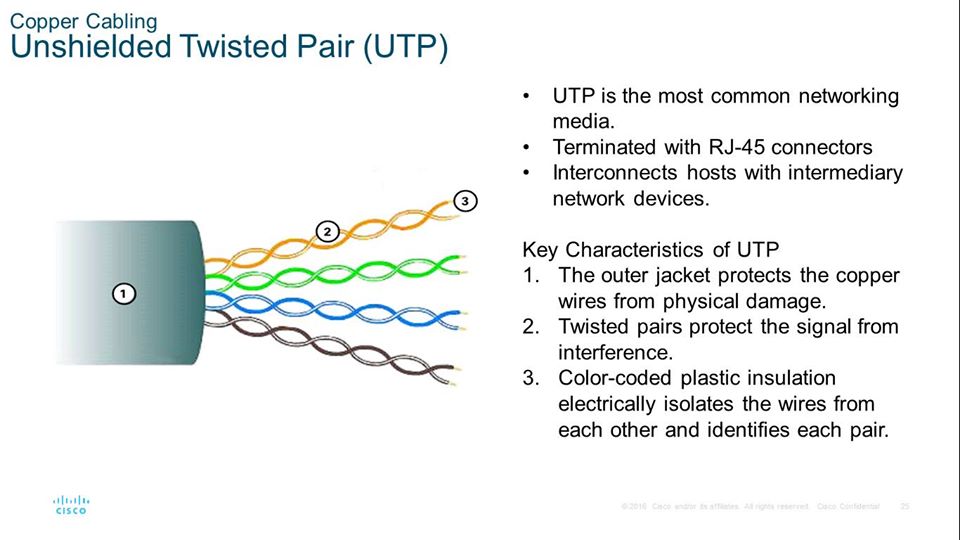 Copper Cabling
Unshielded Twisted Pair (UTP)
• UTP is the most common networking
media.
• Terminated with RJ-45 connectors
• Interconnects hosts with intermediary
network devices.
Key Characteristics of UTP
1. The outer jacket protects the copper
wires from physical damage.
2. Twisted pairs protect the signal from
interference.
3. Color-coded plastic insulation
electrically isolates the wires from
each other and identifies each pair.
3
2
1
CISCO
© 2016 Cisco and/or its affiliates. All rights reserved. Cisco Confidential 25